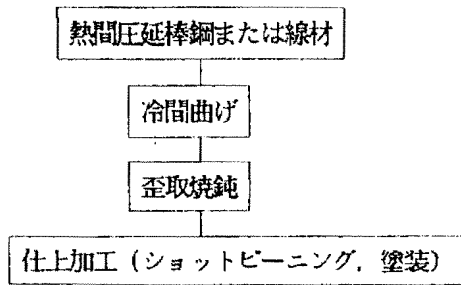 熱間圧延棒鋼または線材
冷間曲げ
歪取焼鈍
仕上加工（ショットピーニング，塗装）